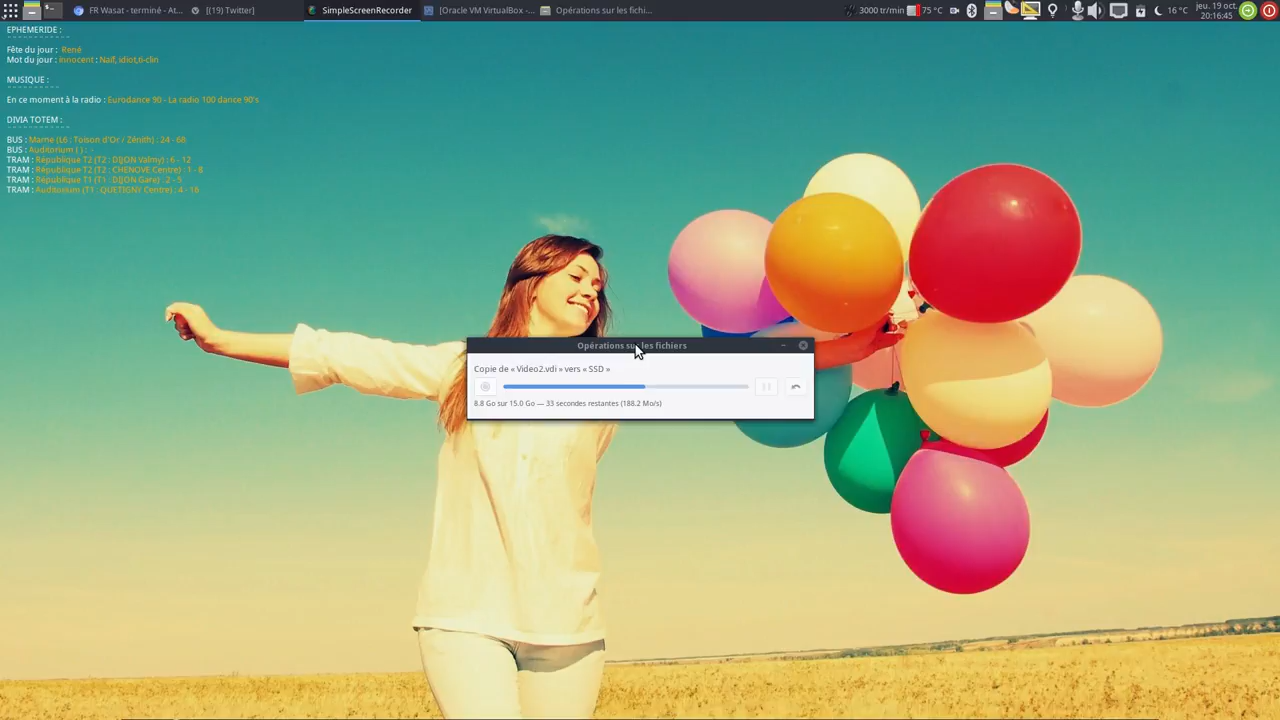 FR Wasat - terminé - At...
[(19) Twitter]
SimpleScreenRecorder
[Oracle VM VirtualBox -...
Opérations sur les fichi...
3000 tr/min
75 °C
16 °C
jeu. 19 oct.
20:16:45
EPHEMERIDE :
Fête du jour : René
Mot du jour : innocent : Naïf, idiot,ti-clin
MUSIQUE :
En ce moment à la radio : Eurodance 90 - La radio 100 dance 90's
DIVIA TOTEM :
BUS : Marne (L6 : Toison d'Or / Zénith) : 24 - 68
BUS : Auditorium ( ) : -
TRAM : République T2 (T2 : DIJON Valmy) : 6 - 12
TRAM : République T2 (T2 : CHENOVE Centre) : 1 - 8
TRAM : République T1 (T1 : DIJON Gare) : 2 - 5
TRAM : Auditorium (T1 : QUETIGNY Centre) : 4 - 16
Opérations sur les fichiers
Copie de « Video2.vdi » vers « SSD »
8.8 Go sur 15.0 Go — 33 secondes restantes (188.2 Mo/s)